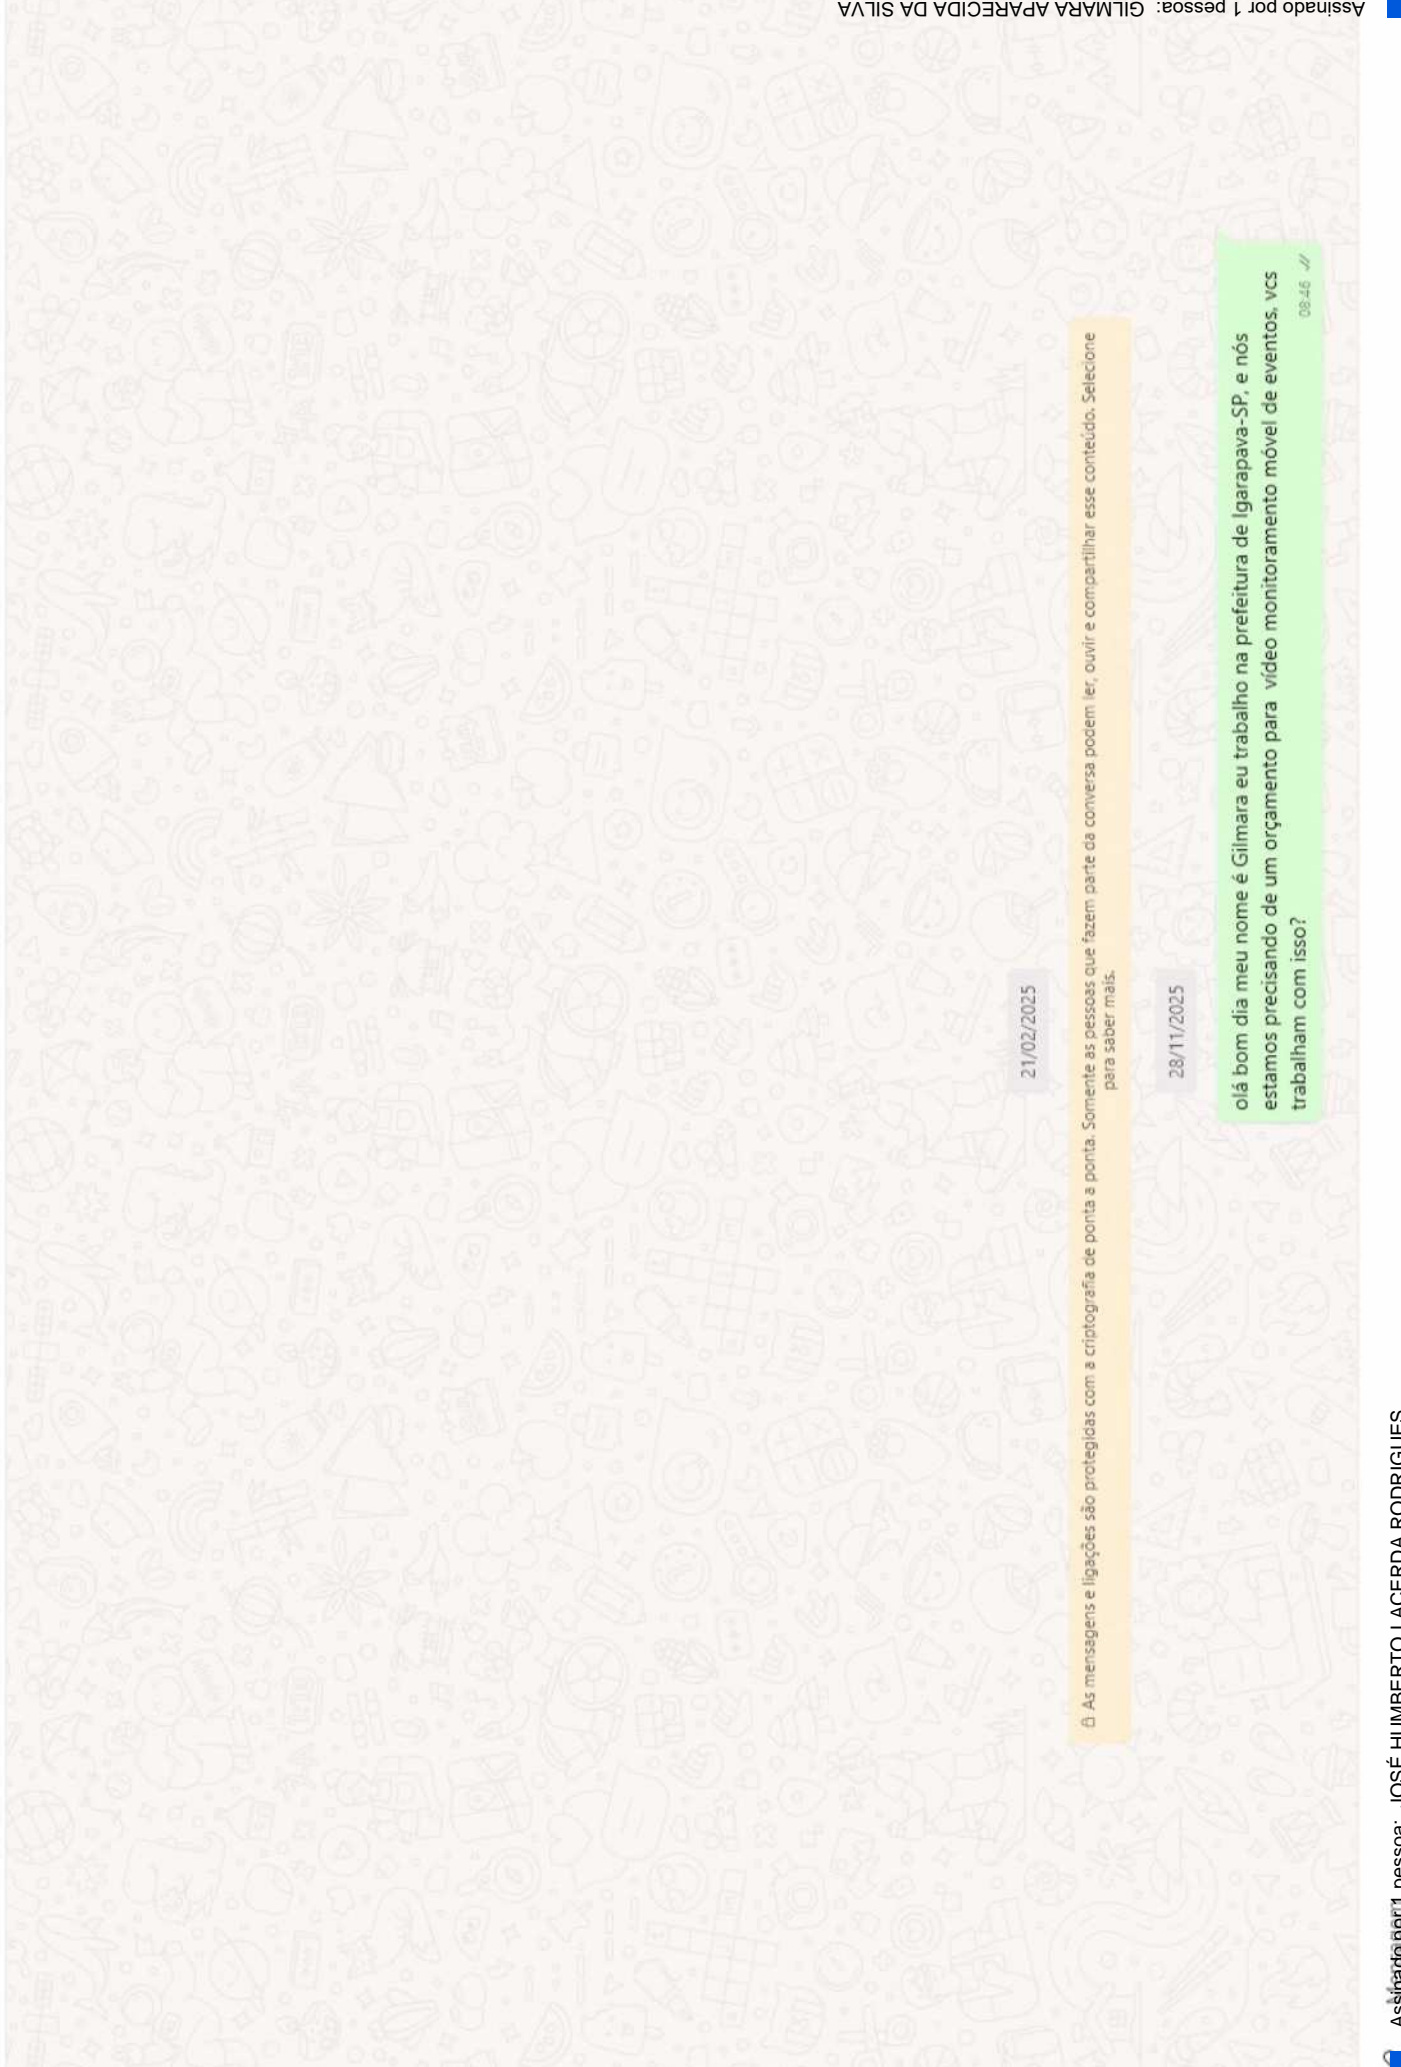 Assinado por 1 pessoa: GILMARA APARECIDA DA SILVA
21/02/2025
As mensagens e ligações são protegidas com a criptografia de ponta a ponta. Somente as pessoas que fazem parte da conversa podem ler, ouvir e compartilhar esse conteúdo. Selecione
para saber mais.
28/11/2025
olá bom dia meu nome é Gilmara eu trabalho na prefeitura de Igarapava-SP, e nós
estamos precisando de um orçamento para vídeo monitoramento móvel de eventos, vcs
trabalham com isso?
08:46
Assinado por 1 pessoa: JOSÉ HUMBERTO LACERDA RODRIGUES